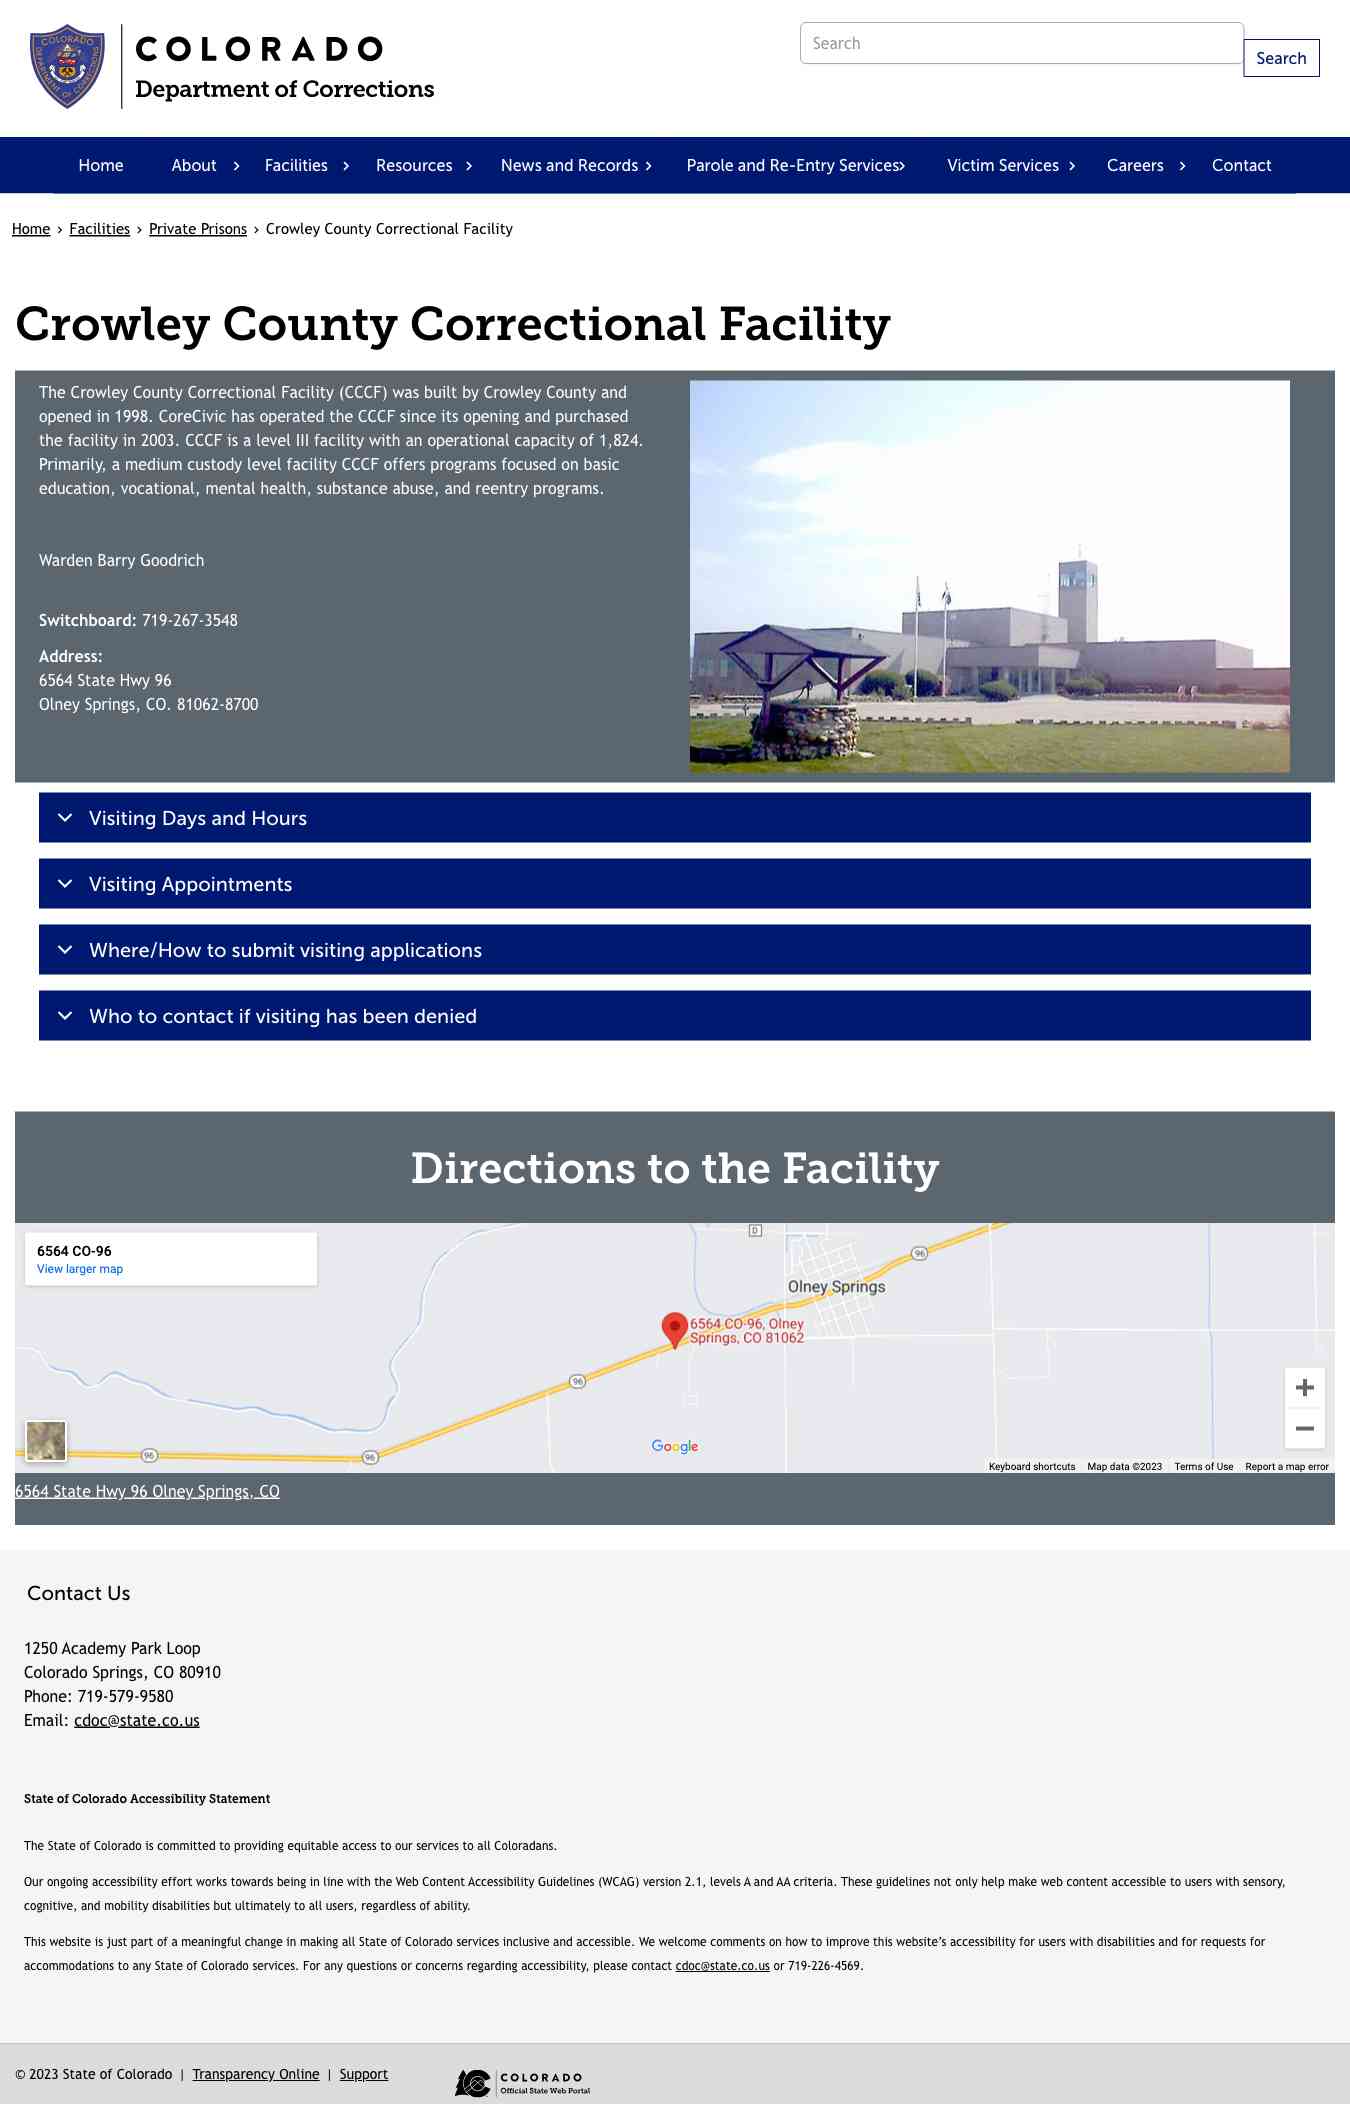 COLORADO
Department of Corrections
Search
Search
Home About Facilities Resources News and Records Parole and Re-Entry Services Victim Services Careers Contact
Home › Facilities › Private Prisons › Crowley County Correctional Facility
Crowley County Correctional Facility
The Crowley County Correctional Facility (CCCF) was built by Crowley County and
opened in 1998. CoreCivic has operated the CCCF since its opening and purchased
the facility in 2003. CCCF is a level III facility with an operational capacity of 1,824.
Primarily, a medium custody level facility CCCF offers programs focused on basic
education, vocational, mental health, substance abuse, and reentry programs.
Warden Barry Goodrich
Switchboard: 719-267-3548
Address:
6564 State Hwy 96
Olney Springs, CO. 81062-8700
Visiting Days and Hours
Visiting Appointments
Where/How to submit visiting applications
Who to contact if visiting has been denied
Directions to the Facility
6564 CO-96
View larger map
D
96
Olney Springs
6564 CO-96, Olney
Springs, CO 81062
96
96
96
Google
Keyboard shortcuts Map data ©2023 Terms of Use Report a map error
6564 State Hwy 96 Olney Springs, CO
Contact Us
1250 Academy Park Loop
Colorado Springs, CO 80910
Phone: 719-579-9580
Email: cdoc@state.co.us
State of Colorado Accessibility Statement
The State of Colorado is committed to providing equitable access to our services to all Coloradans.
Our ongoing accessibility effort works towards being in line with the Web Content Accessibility Guidelines (WCAG) version 2.1, levels A and AA criteria. These guidelines not only help make web content accessible to users with sensory,
cognitive, and mobility disabilities but ultimately to all users, regardless of ability.
This website is just part of a meaningful change in making all State of Colorado services inclusive and accessible. We welcome comments on how to improve this website’s accessibility for users with disabilities and for requests for
accommodations to any State of Colorado services. For any questions or concerns regarding accessibility, please contact cdoc@state.co.us or 719-226-4569.
© 2023 State of Colorado | Transparency Online | Support
COLORADO
Official State Web Portal